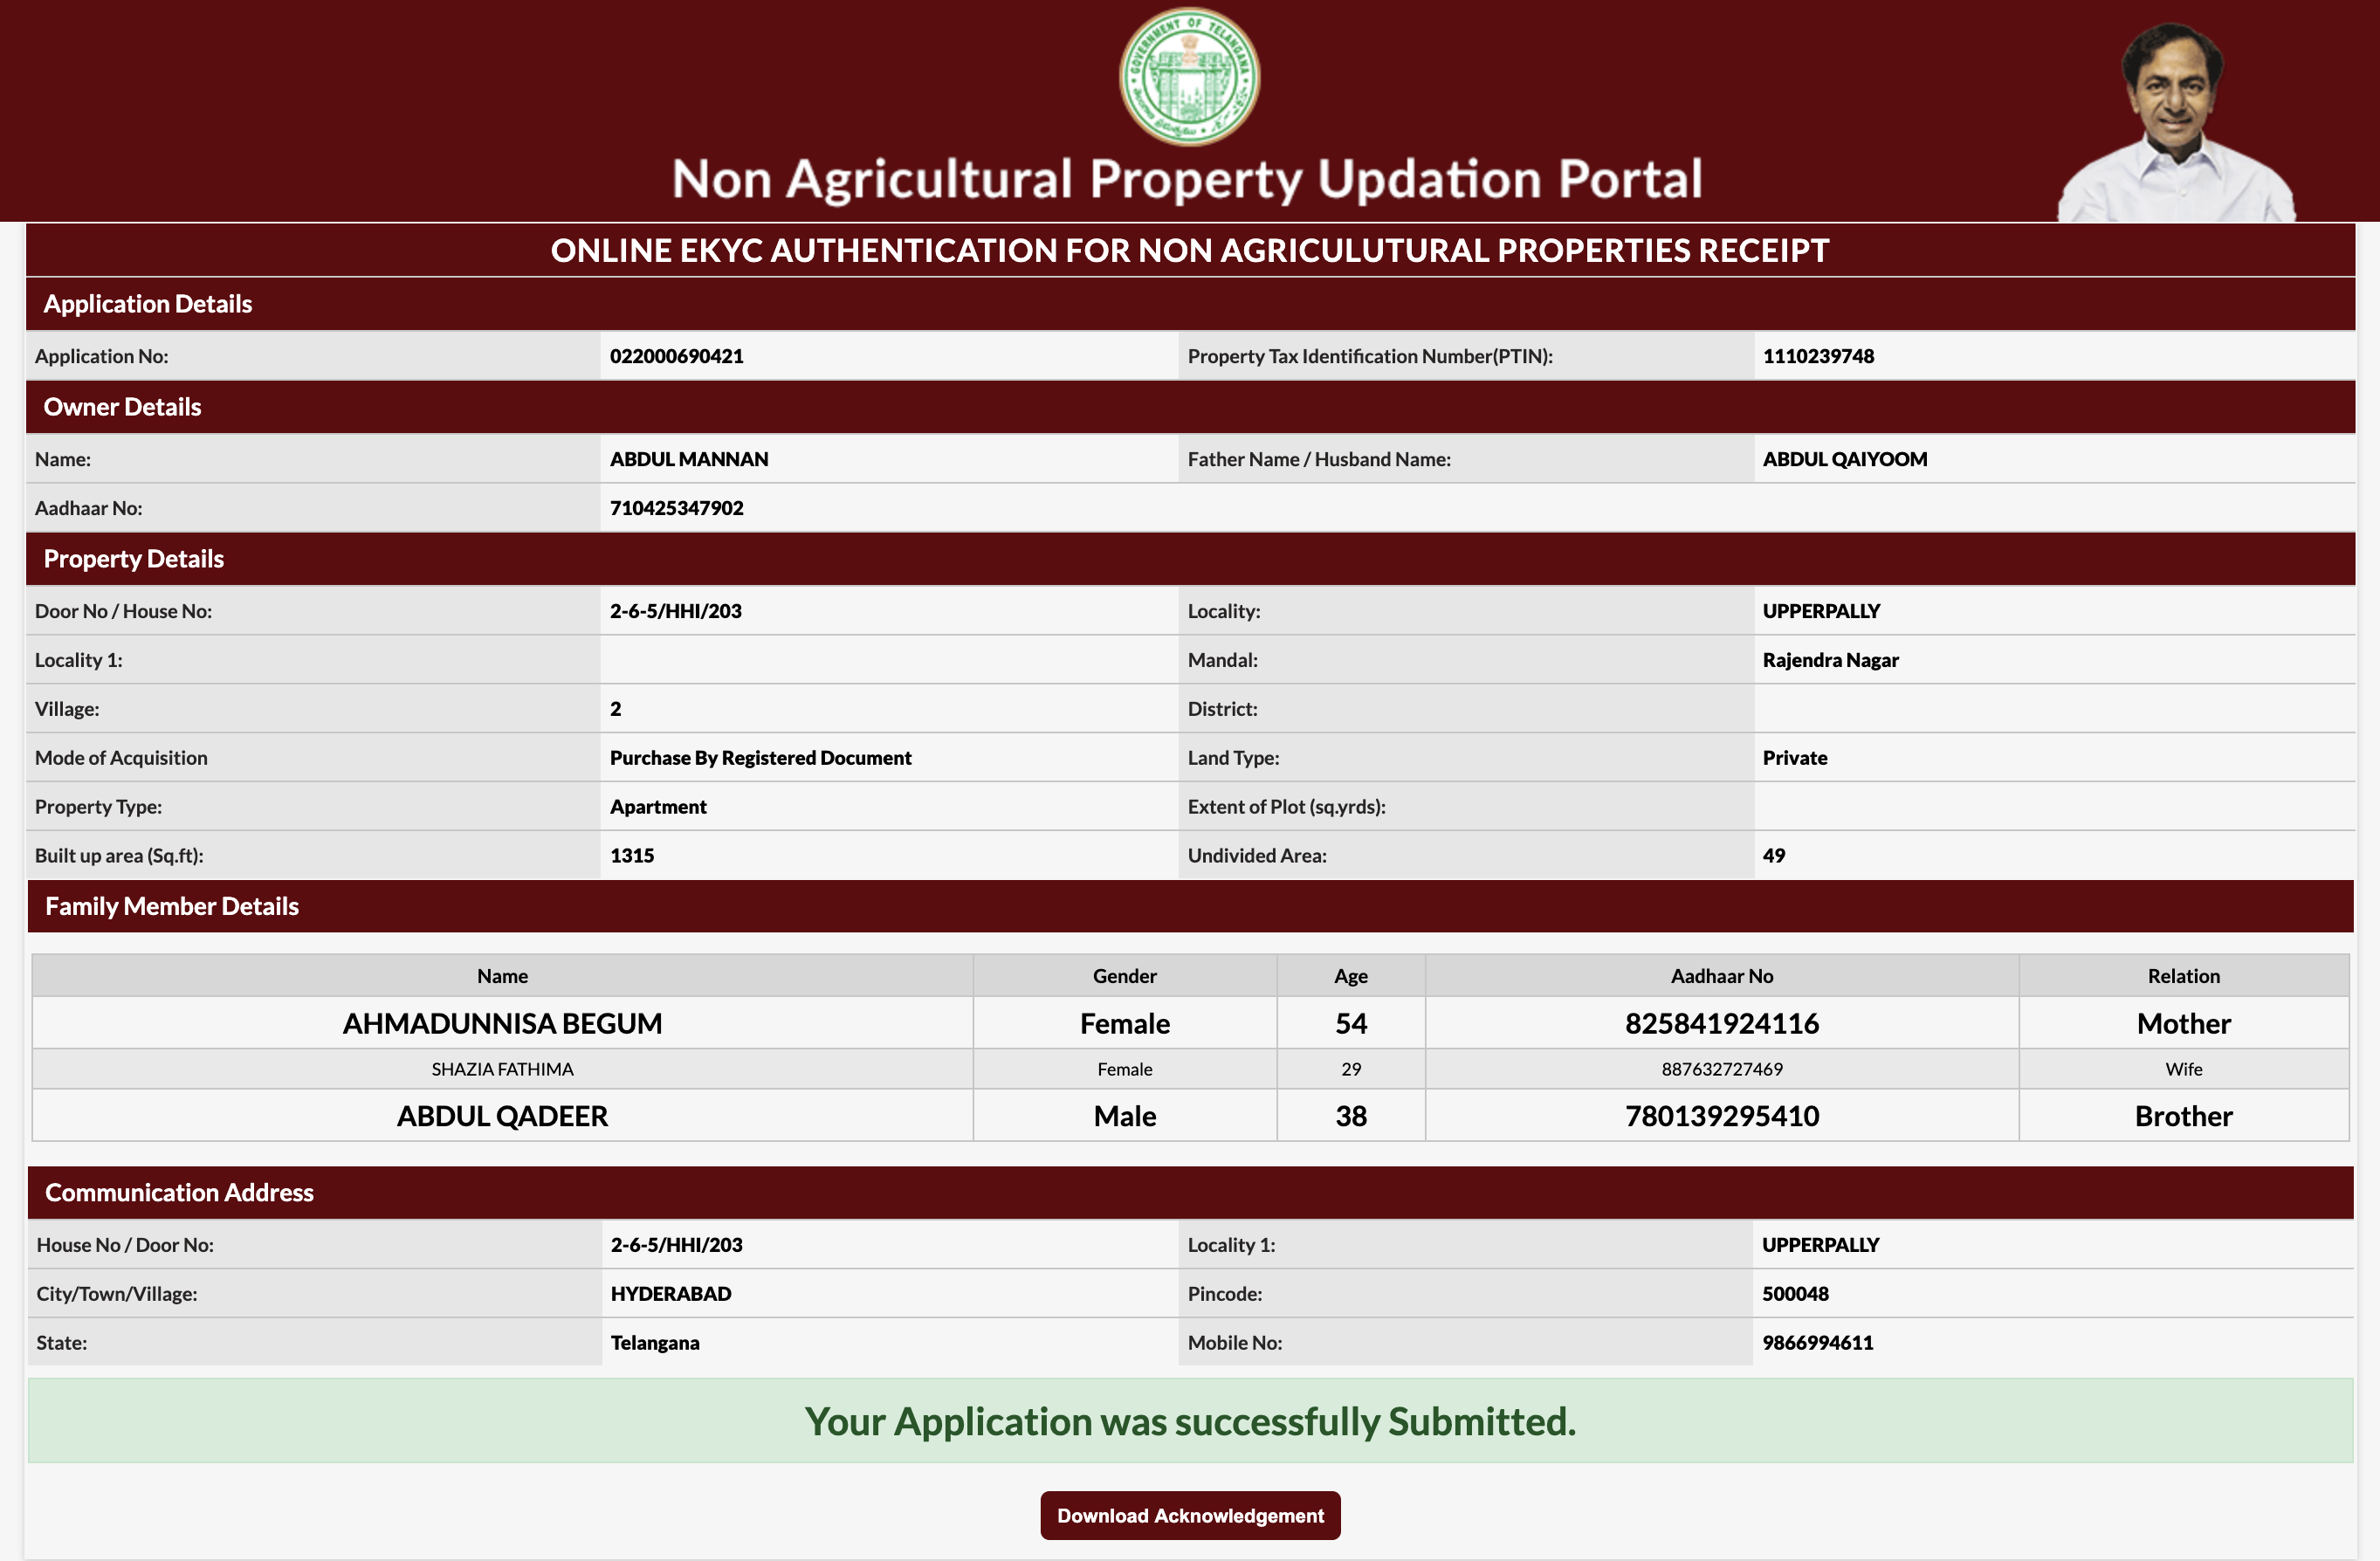 GOVERNMENT OF TELANGANA
Non Agricultural Property Updation Portal
ONLINE EKYC AUTHENTICATION FOR NON AGRICULUTURAL PROPERTIES RECEIPT
Application Details
Application No: 022000690421 Property Tax Identification Number(PTIN): 1110239748
Owner Details
Name: ABDUL MANNAN Father Name / Husband Name: ABDUL QAIYOOM
Aadhaar No: 710425347902
Property Details
Door No / House No: 2-6-5/HHI/203 Locality: UPPERPALLY
Locality 1: Mandal: Rajendra Nagar
Village: 2 District:
Mode of Acquisition Purchase By Registered Document Land Type: Private
Property Type: Apartment Extent of Plot (sq.yrds):
Built up area (Sq.ft): 1315 Undivided Area: 49
Family Member Details
Name Gender Age Aadhaar No Relation
AHMADUNNISA BEGUM Female 54 825841924116 Mother
SHAZIA FATHIMA Female 29 887632727469 Wife
ABDUL QADEER Male 38 780139295410 Brother
Communication Address
House No / Door No: 2-6-5/HHI/203 Locality 1: UPPERPALLY
City/Town/Village: HYDERABAD Pincode: 500048
State: Telangana Mobile No: 9866994611
Your Application was successfully Submitted.
Download Acknowledgement